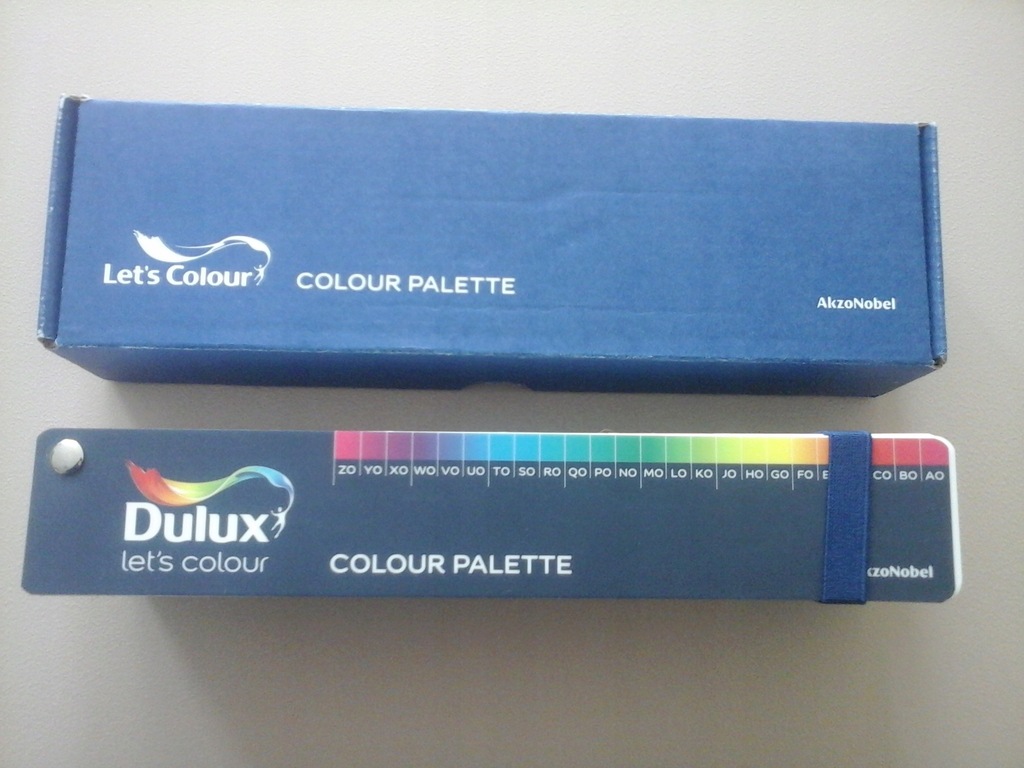 Let's Colour
COLOUR PALETTE
AkzoNobel
ZO YO XO WO VO UO TO SO RO QO PO NO MO LO KO JO HO GO FO E CO BO AO
Dulux
let's colour
COLOUR PALETTE
kzoNobel